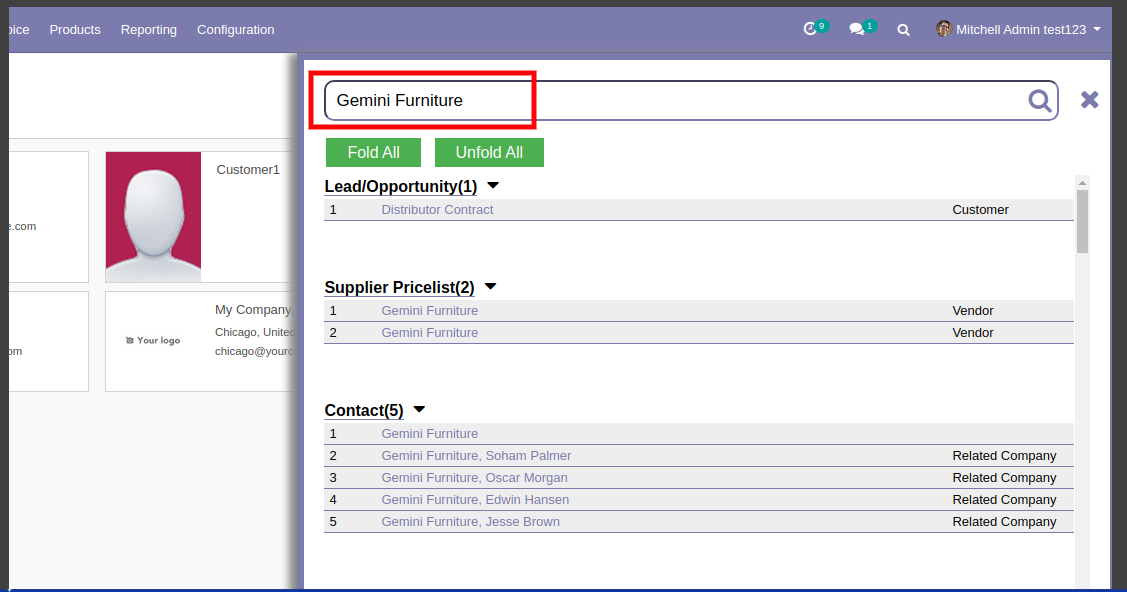 oice Products Reporting Configuration 9 1 Mitchell Admin test123
Gemini Furniture
Fold All Unfold All
Customer1
e.com
My Company,
Chicago, United
chicago@yourc
om
Your logo
Lead/Opportunity(1)
1 Distributor Contract Customer
Supplier Pricelist(2)
1 Gemini Furniture Vendor
2 Gemini Furniture Vendor
Contact(5)
1 Gemini Furniture
2 Gemini Furniture, Soham Palmer Related Company
3 Gemini Furniture, Oscar Morgan Related Company
4 Gemini Furniture, Edwin Hansen Related Company
5 Gemini Furniture, Jesse Brown Related Company